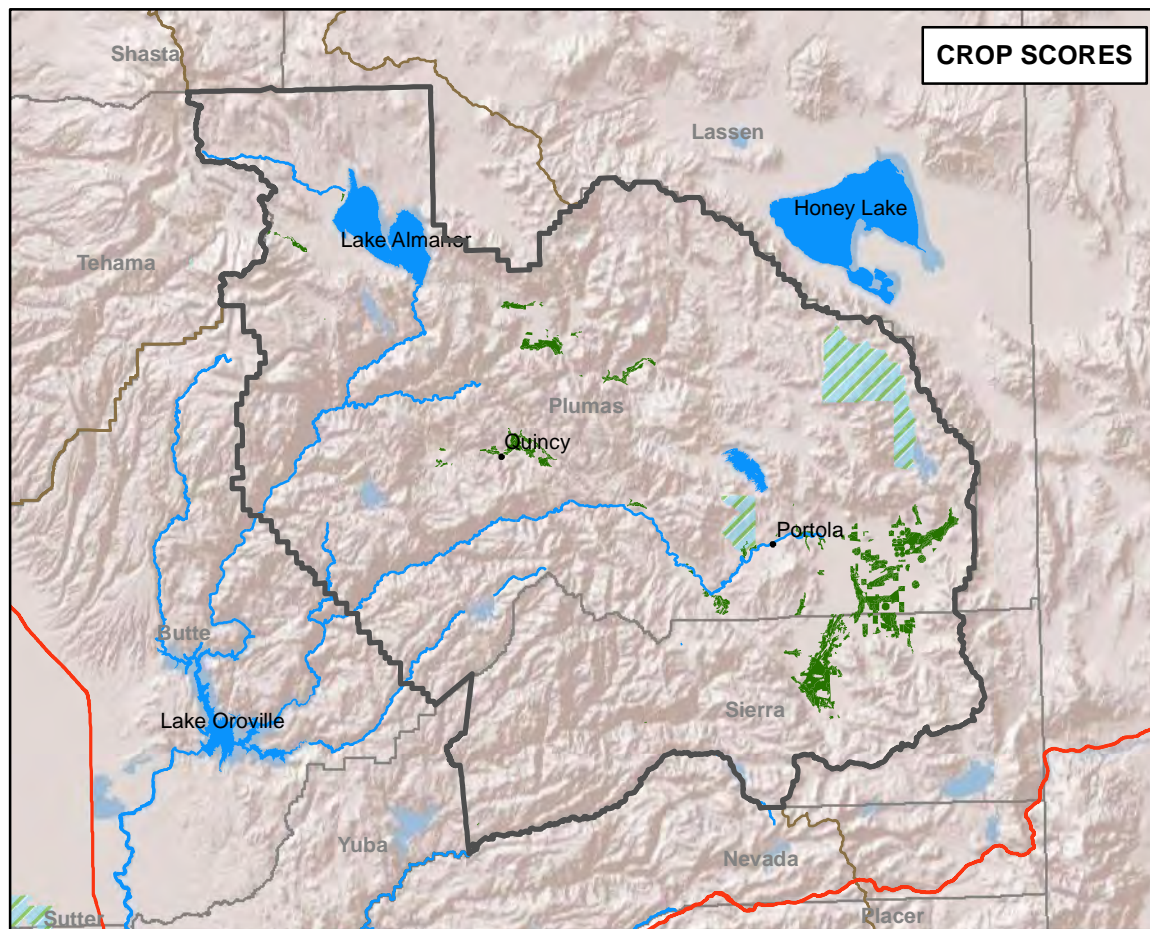 Shasta
CROP SCORES
Lassen
Honey Lake
Lake Almanor
Tehama
Plumas
Quincy
Portola
Butte
Lake Oroville
Sierra
Yuba
Nevada
Sutter
Placer